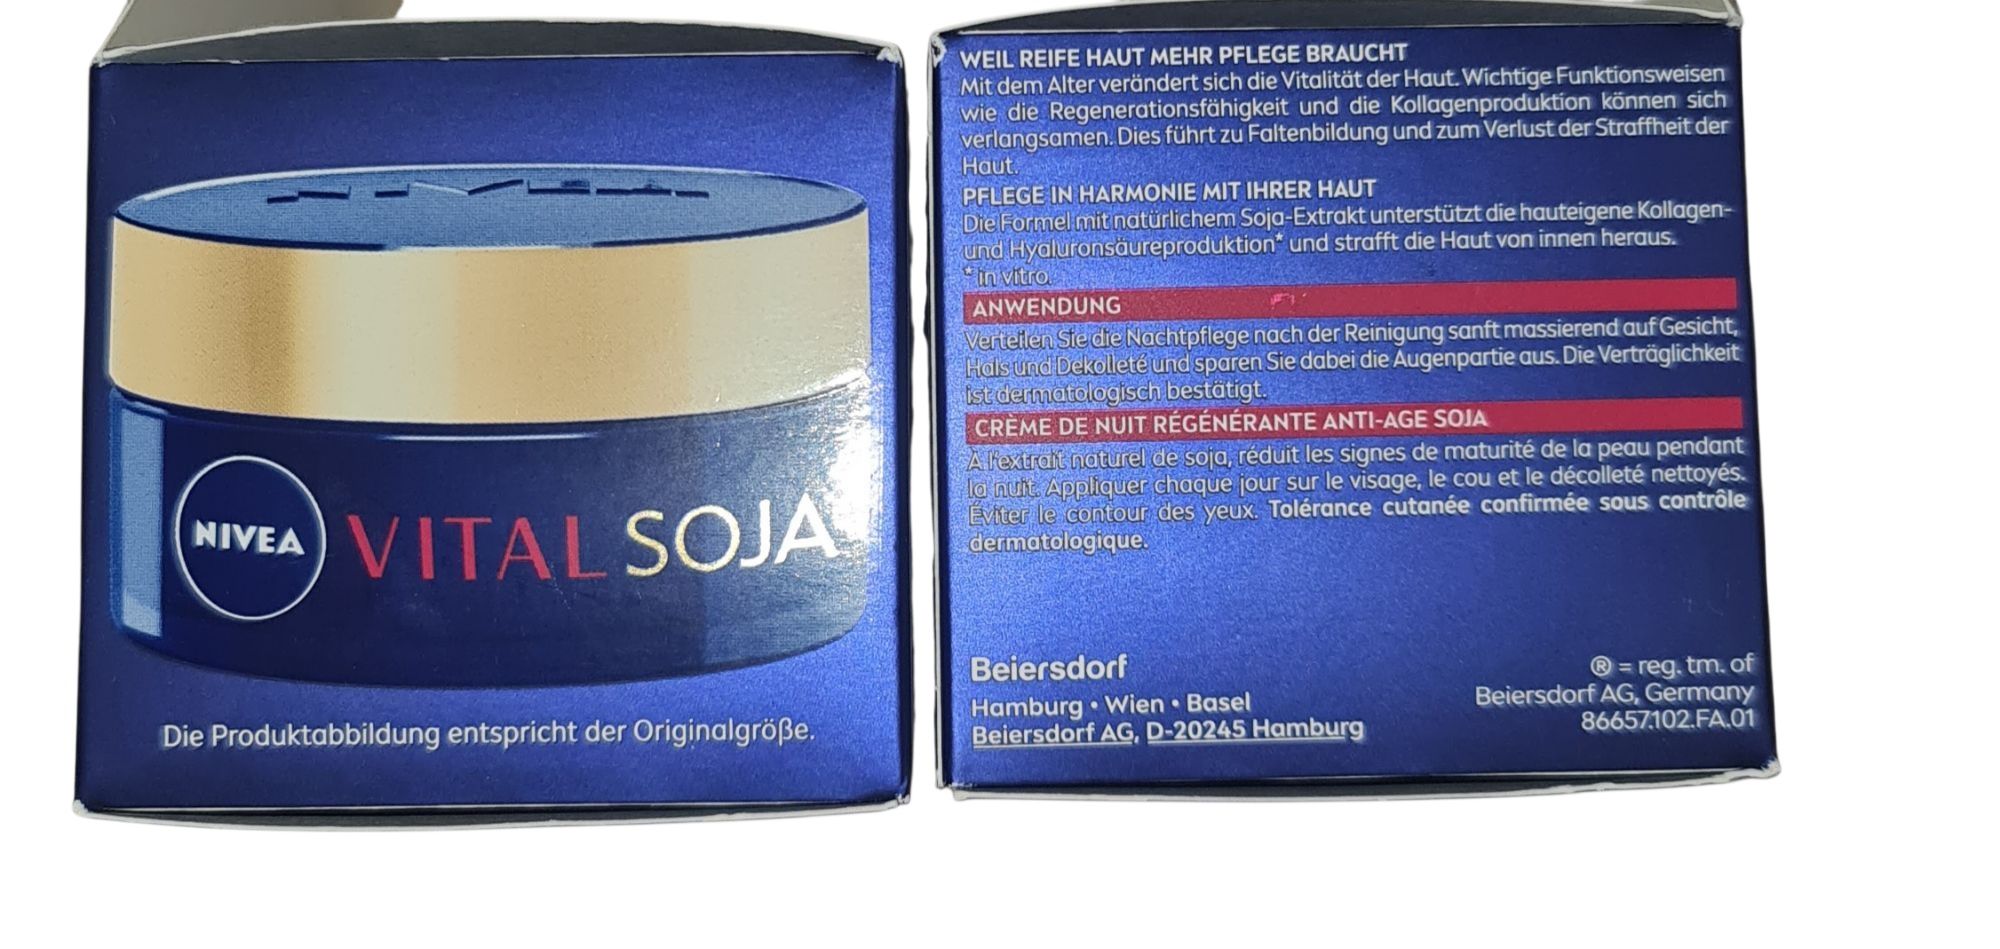 NIVEA
NIVEA
VITAL SOJA
Die Produktabbildung entspricht der Originalgröße.
WEIL REIFE HAUT MEHR PFLEGE BRAUCHT
Mit dem Alter verändert sich die Vitalität der Haut. Wichtige Funktionsweisen
wie die Regenerationsfähigkeit und die Kollagenproduktion können sich
verlangsamen. Dies führt zu Faltenbildung und zum Verlust der Straffheit der
Haut.
PFLEGE IN HARMONIE MIT IHRER HAUT
Die Formel mit natürlichem Soja-Extrakt unterstützt die hauteigene Kollagen-
und Hyaluronsäureproduktion* und strafft die Haut von innen heraus.
* in vitro.
ANWENDUNG
Verteilen Sie die Nachtpflege nach der Reinigung sanft massierend auf Gesicht,
Hals und Dekolleté und sparen Sie dabei die Augenpartie aus. Die Verträglichkeit
ist dermatologisch bestätigt.
CRÈME DE NUIT RÉGÉNÉRANTE ANTI-AGE SOJA
À l'extrait naturel de soja, réduit les signes de maturité de la peau pendant
la nuit. Appliquer chaque jour sur le visage, le cou et le décolleté nettoyés.
Éviter le contour des yeux. Tolérance cutanée confirmée sous contrôle
dermatologique.
Beiersdorf
Hamburg • Wien • Basel
Beiersdorf AG, D-20245 Hamburg
® = reg. tm. of
Beiersdorf AG, Germany
86657.102.FA.01